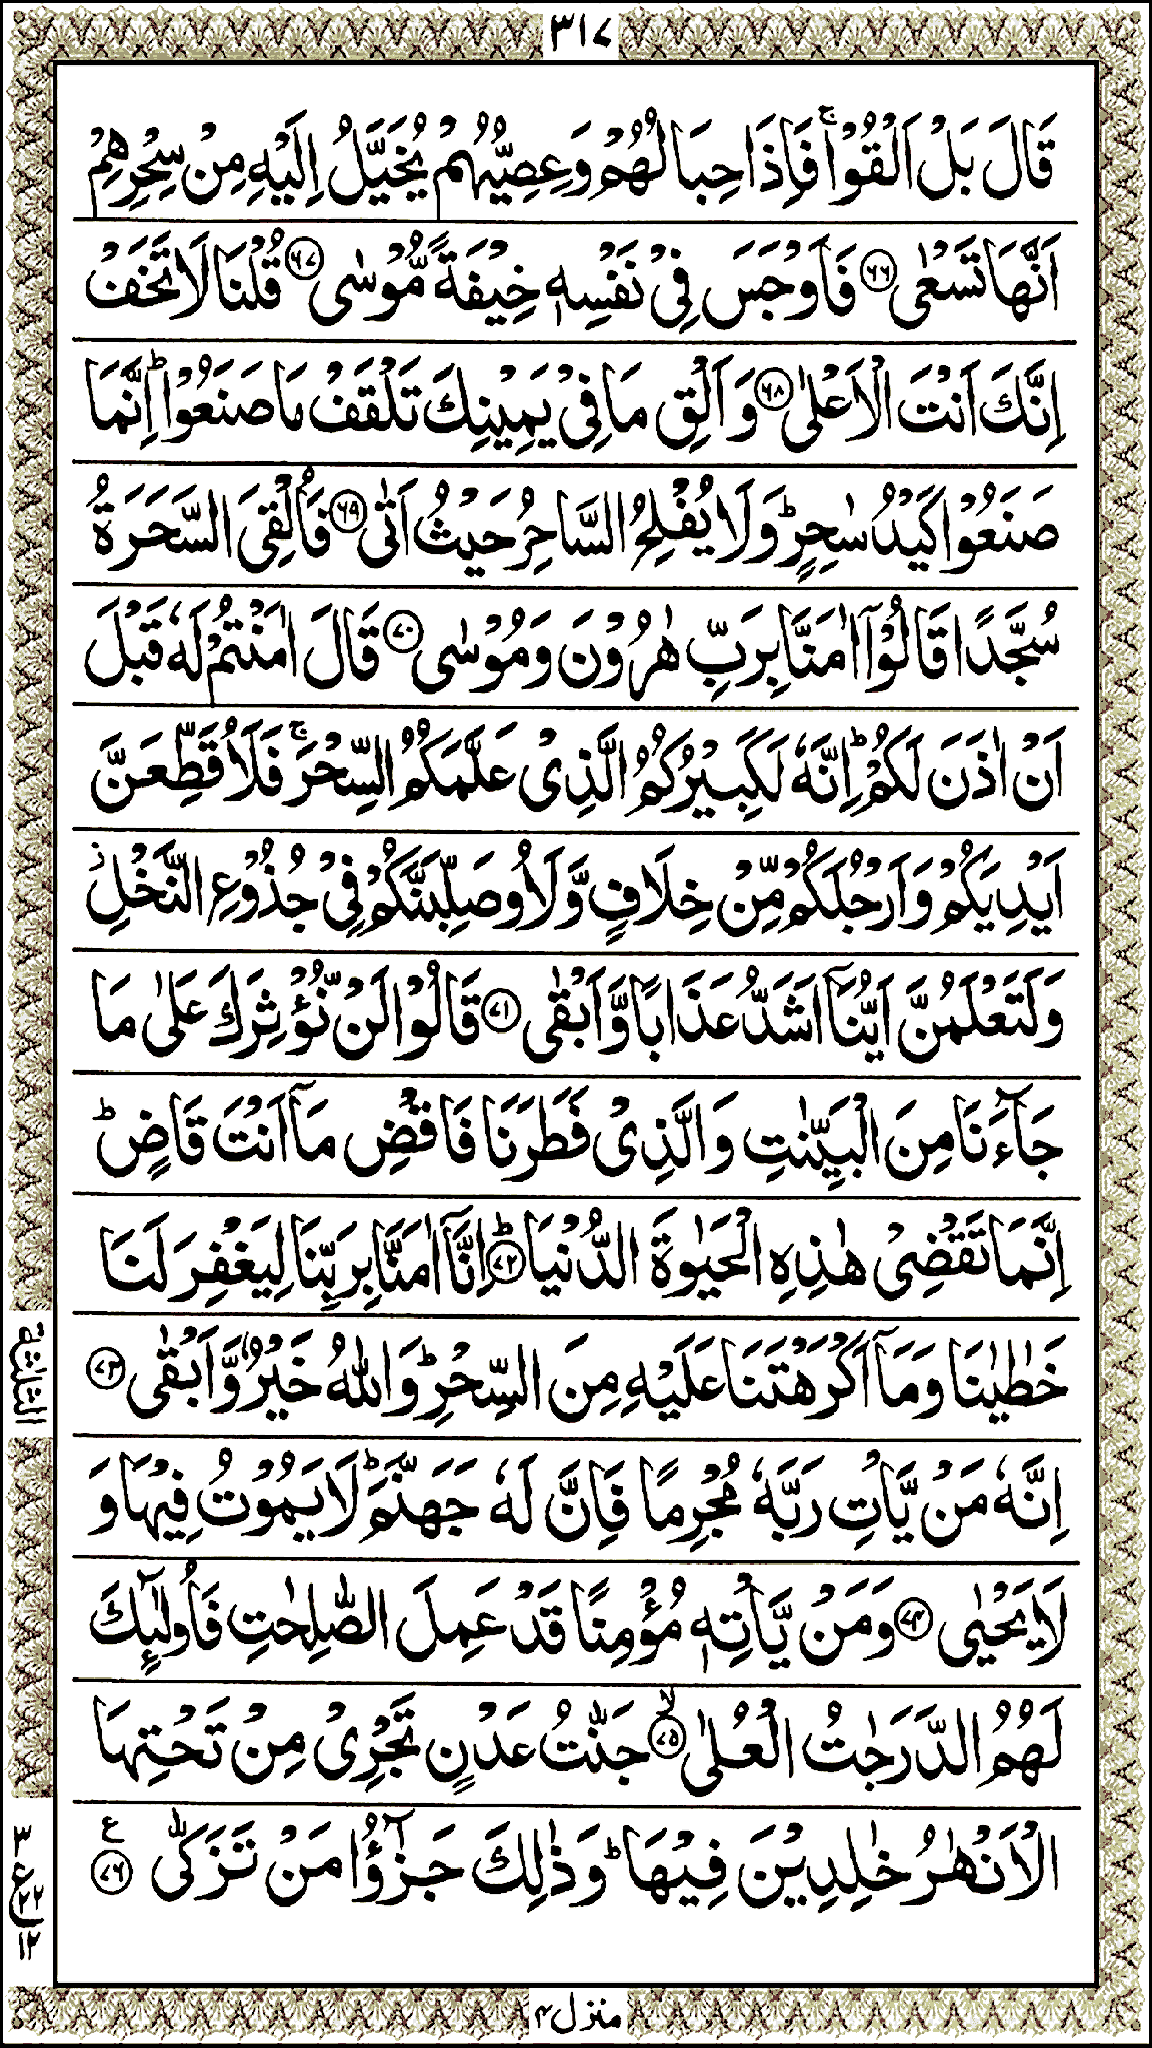 ٣١٧
قَالَ بَلْ اَلْقُوْا ۚ فَاِذَا حِبَالُهُمْ وَ عِصِيُّهُمْ يُخَيَّلُ اِلَيْهِ مِنْ سِحْرِهِمْ
اَنَّهَا تَسْعٰى ﴿٦٦﴾ فَاَوْجَسَ فِيْ نَفْسِهٖ خِيْفَةً مُّوْسٰى ﴿٦٧﴾ قُلْنَا لَا تَخَفْ
اِنَّكَ اَنْتَ الْاَعْلٰى ﴿٦٨﴾ وَ اَلْقِ مَا فِيْ يَمِيْنِكَ تَلْقَفْ مَا صَنَعُوْا ؕ اِنَّمَا
صَنَعُوْا كَيْدُ سٰحِرٍ ؕ وَ لَا يُفْلِحُ السَّاحِرُ حَيْثُ اَتٰى ﴿٦٩﴾ فَاُلْقِيَ السَّحَرَةُ
سُجَّدًا قَالُوْۤا اٰمَنَّا بِرَبِّ هٰرُوْنَ وَ مُوْسٰى ﴿٧٠﴾ قَالَ اٰمَنْتُمْ لَهٗ قَبْلَ
اَنْ اٰذَنَ لَكُمْ ؕ اِنَّهٗ لَكَبِيْرُكُمُ الَّذِيْ عَلَّمَكُمُ السِّحْرَ ۚ فَلَاُقَطِّعَنَّ
اَيْدِيَكُمْ وَ اَرْجُلَكُمْ مِّنْ خِلَافٍ وَّ لَاُوصَلِّبَنَّكُمْ فِيْ جُذُوْعِ النَّخْلِ ؗ
وَ لَتَعْلَمُنَّ اَيُّنَاۤ اَشَدُّ عَذَابًا وَّ اَبْقٰى ﴿٧١﴾ قَالُوْا لَنْ نُّؤْثِرَكَ عَلٰى مَا
جَآءَنَا مِنَ الْبَيِّنٰتِ وَ الَّذِيْ فَطَرَنَا فَاقْضِ مَاۤ اَنْتَ قَاضٍ ؕ
اِنَّمَا تَقْضِيْ هٰذِهِ الْحَيٰوةَ الدُّنْيَا ؕ ﴿٧٢﴾ اِنَّاۤ اٰمَنَّا بِرَبِّنَا لِيَغْفِرَ لَنَا
خَطٰيٰنَا وَ مَاۤ اَكْرَهْتَنَا عَلَيْهِ مِنَ السِّحْرِ ؕ وَ اللّٰهُ خَيْرٌ وَّ اَبْقٰى ﴿٧٣﴾
اِنَّهٗ مَنْ يَّاْتِ رَبَّهٗ مُجْرِمًا فَاِنَّ لَهٗ جَهَنَّمَ ؕ لَا يَمُوْتُ فِيْهَا وَ
لَا يَحْيٰى ﴿٧٤﴾ وَ مَنْ يَّاْتِهٖ مُؤْمِنًا قَدْ عَمِلَ الصّٰلِحٰتِ فَاُولٰٓئِكَ
لَهُمُ الدَّرَجٰتُ الْعُلٰى ۙ ﴿٧٥﴾ جَنّٰتُ عَدْنٍ تَجْرِيْ مِنْ تَحْتِهَا
الْاَنْهٰرُ خٰلِدِيْنَ فِيْهَا ؕ وَ ذٰلِكَ جَزٰٓؤُا مَنْ تَزَكّٰى ﴿٧٦﴾ ع
الثلثة
٣
ع
٢٢
١٢
منزل ٤